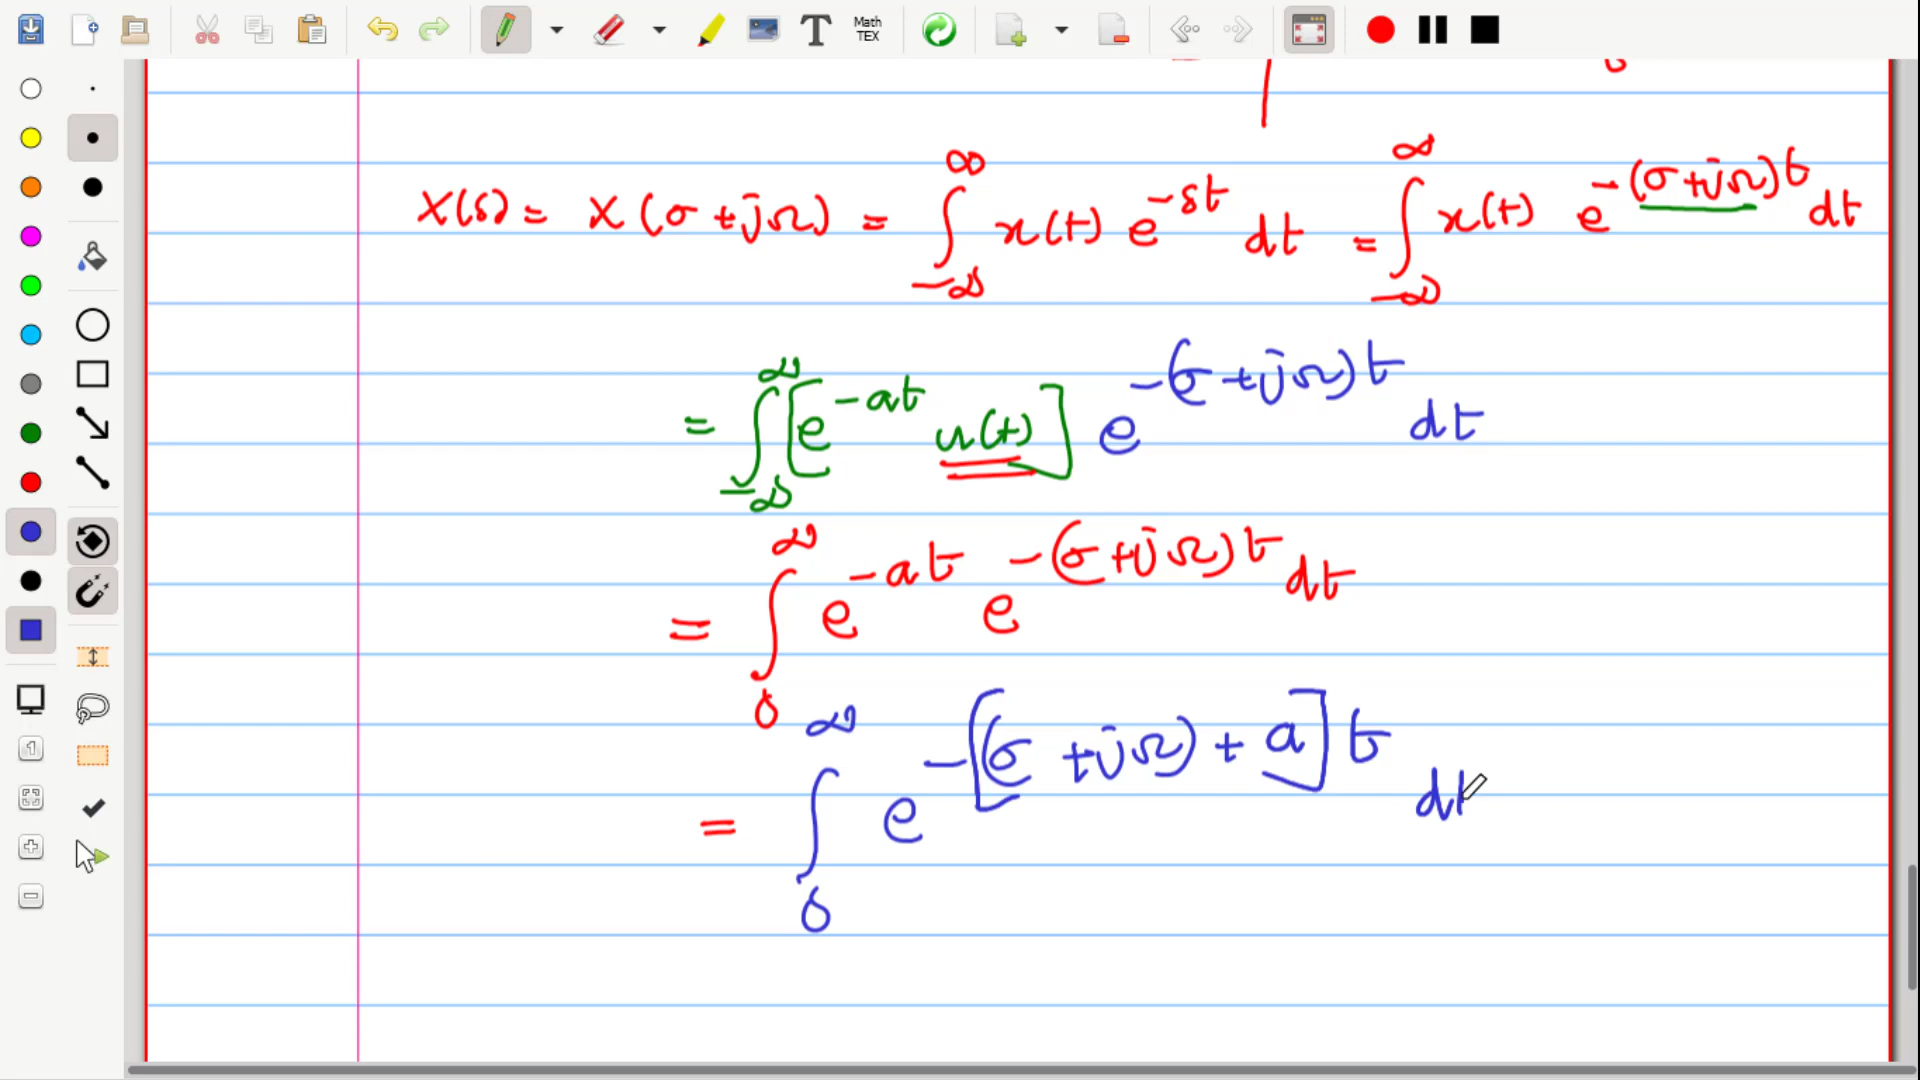 Math
TEX
X(s) = X(σ+jΩ) = ∫_{-∞}^{∞} x(t) e^{-st} dt = ∫_{-∞}^{∞} x(t) e^{-(σ+jΩ)t} dt
= ∫_{-∞}^{∞} [e^{-at} u(t)] e^{-(σ+jΩ)t} dt
= ∫_{0}^{∞} e^{-at} e^{-(σ+jΩ)t} dt
= ∫_{0}^{∞} e^{-[(σ+jΩ)+a]t} dt